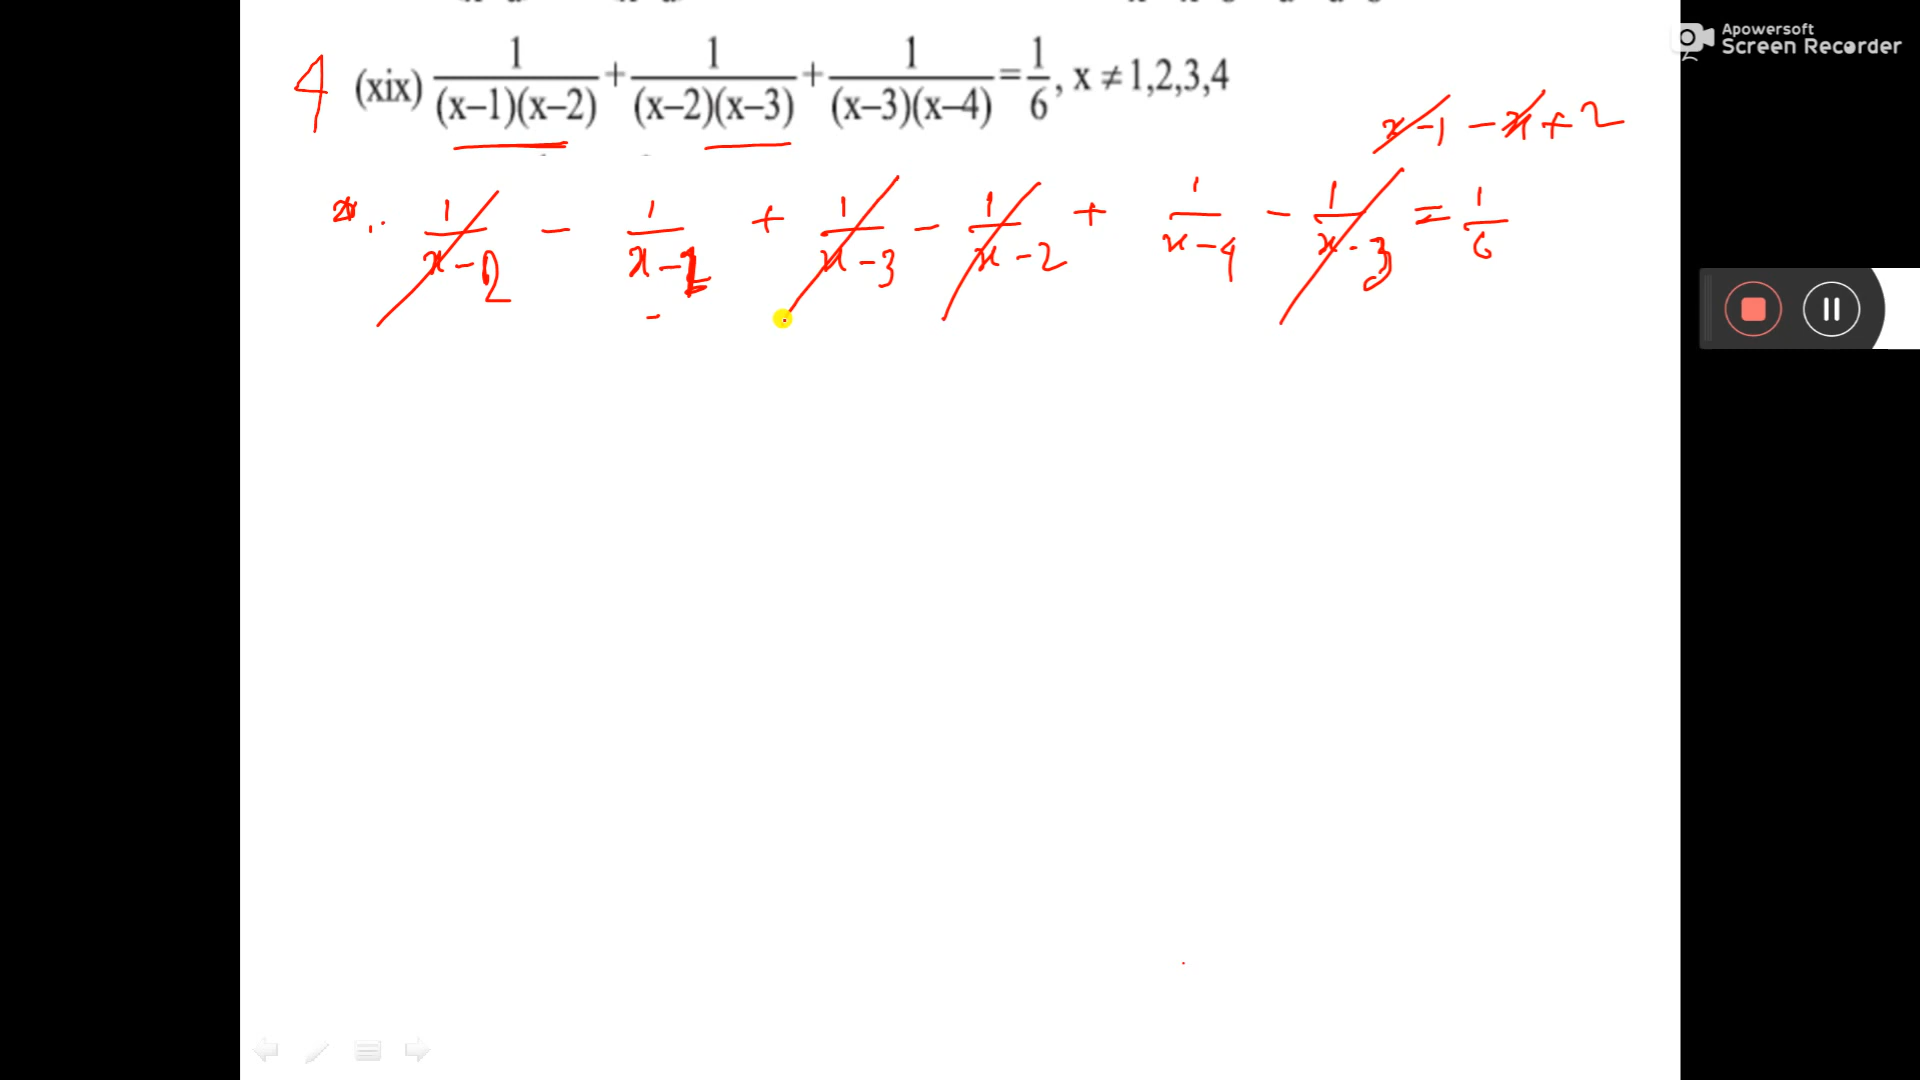 Apowersoft
Screen Recorder
4 (xix) 1/((x–1)(x–2)) + 1/((x–2)(x–3)) + 1/((x–3)(x–4)) = 1/6, x ≠ 1,2,3,4
x-1 -x+2
1/(x-2) - 1/(x-1) + 1/(x-3) - 1/(x-2) + 1/(x-4) - 1/(x-3) = 1/6